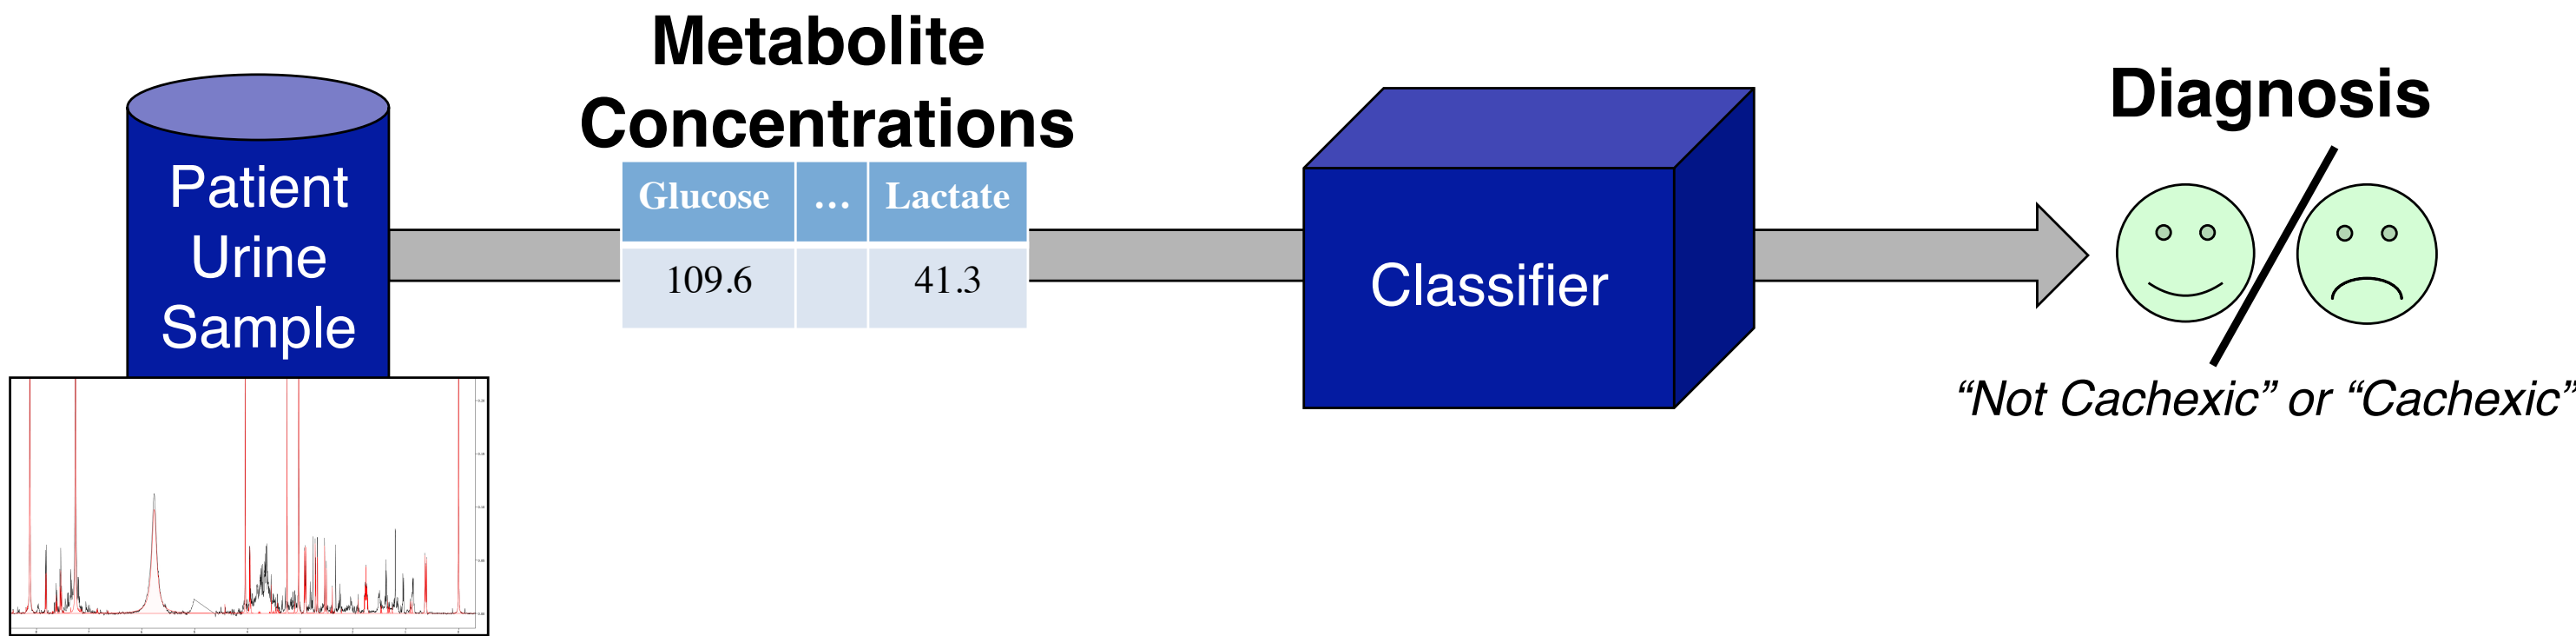 Metabolite
Concentrations
Diagnosis
Patient
Urine
Sample
Glucose … Lactate
109.6 41.3
Classifier
“Not Cachexic” or “Cachexic”